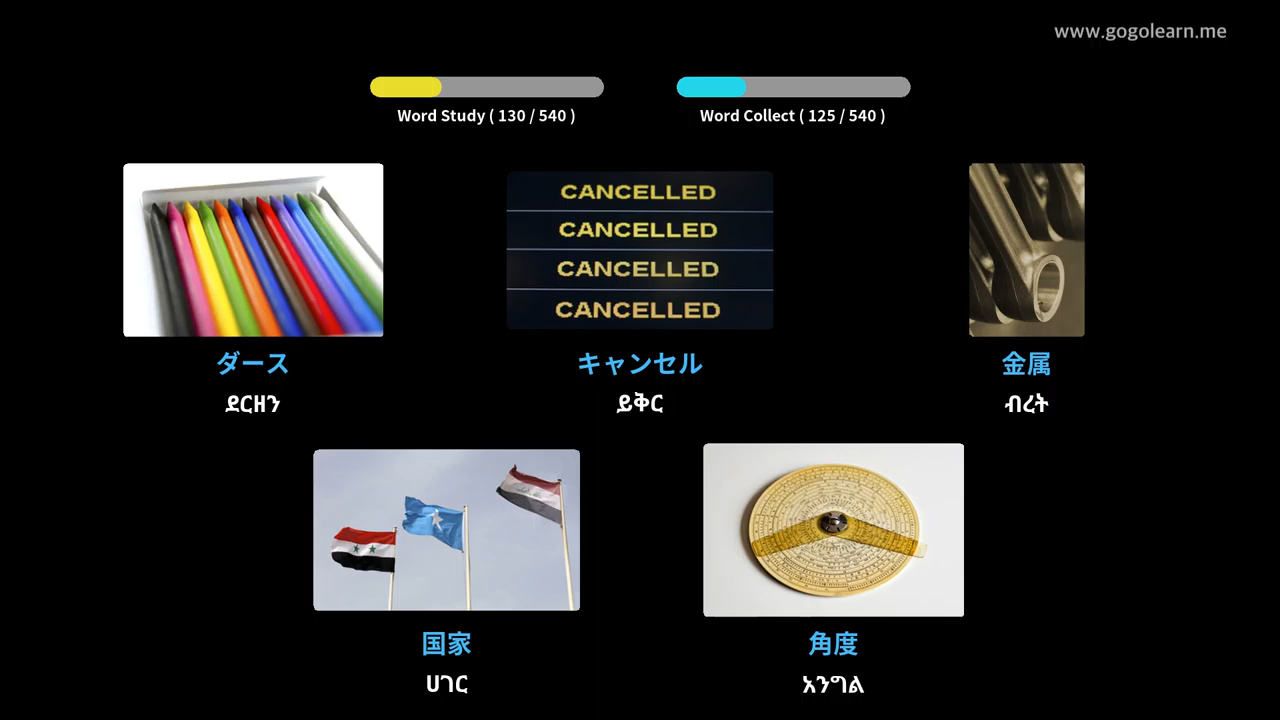 www.gogolearn.me
Word Study ( 130 / 540 )
Word Collect ( 125 / 540 )
CANCELLED
CANCELLED
CANCELLED
CANCELLED
ダース
キャンセル
金属
ደርዘን
ይቅር
ብረት
国家
角度
ሀገር
አንግል